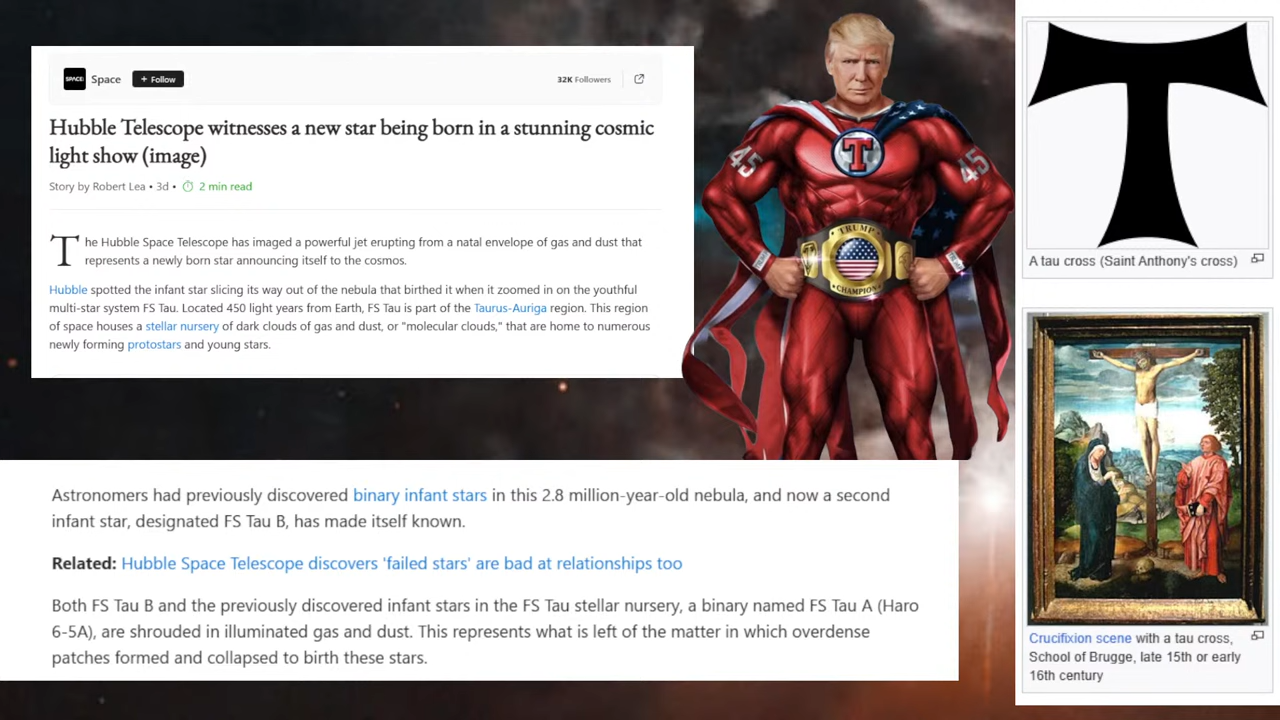 SPACE
Space
+ Follow
32K Followers
Hubble Telescope witnesses a new star being born in a stunning cosmic
light show (image)
Story by Robert Lea • 3d • 2 min read
The Hubble Space Telescope has imaged a powerful jet erupting from a natal envelope of gas and dust that
represents a newly born star announcing itself to the cosmos.
Hubble spotted the infant star slicing its way out of the nebula that birthed it when it zoomed in on the youthful
multi-star system FS Tau. Located 450 light years from Earth, FS Tau is part of the Taurus-Auriga region. This region
of space houses a stellar nursery of dark clouds of gas and dust, or "molecular clouds," that are home to numerous
newly forming protostars and young stars.
45
T
45
TRUMP
CHAMPION
Astronomers had previously discovered binary infant stars in this 2.8 million-year-old nebula, and now a second
infant star, designated FS Tau B, has made itself known.
Related: Hubble Space Telescope discovers 'failed stars' are bad at relationships too
Both FS Tau B and the previously discovered infant stars in the FS Tau stellar nursery, a binary named FS Tau A (Haro
6-5A), are shrouded in illuminated gas and dust. This represents what is left of the matter in which overdense
patches formed and collapsed to birth these stars.
A tau cross (Saint Anthony's cross)
Crucifixion scene with a tau cross,
School of Brugge, late 15th or early
16th century